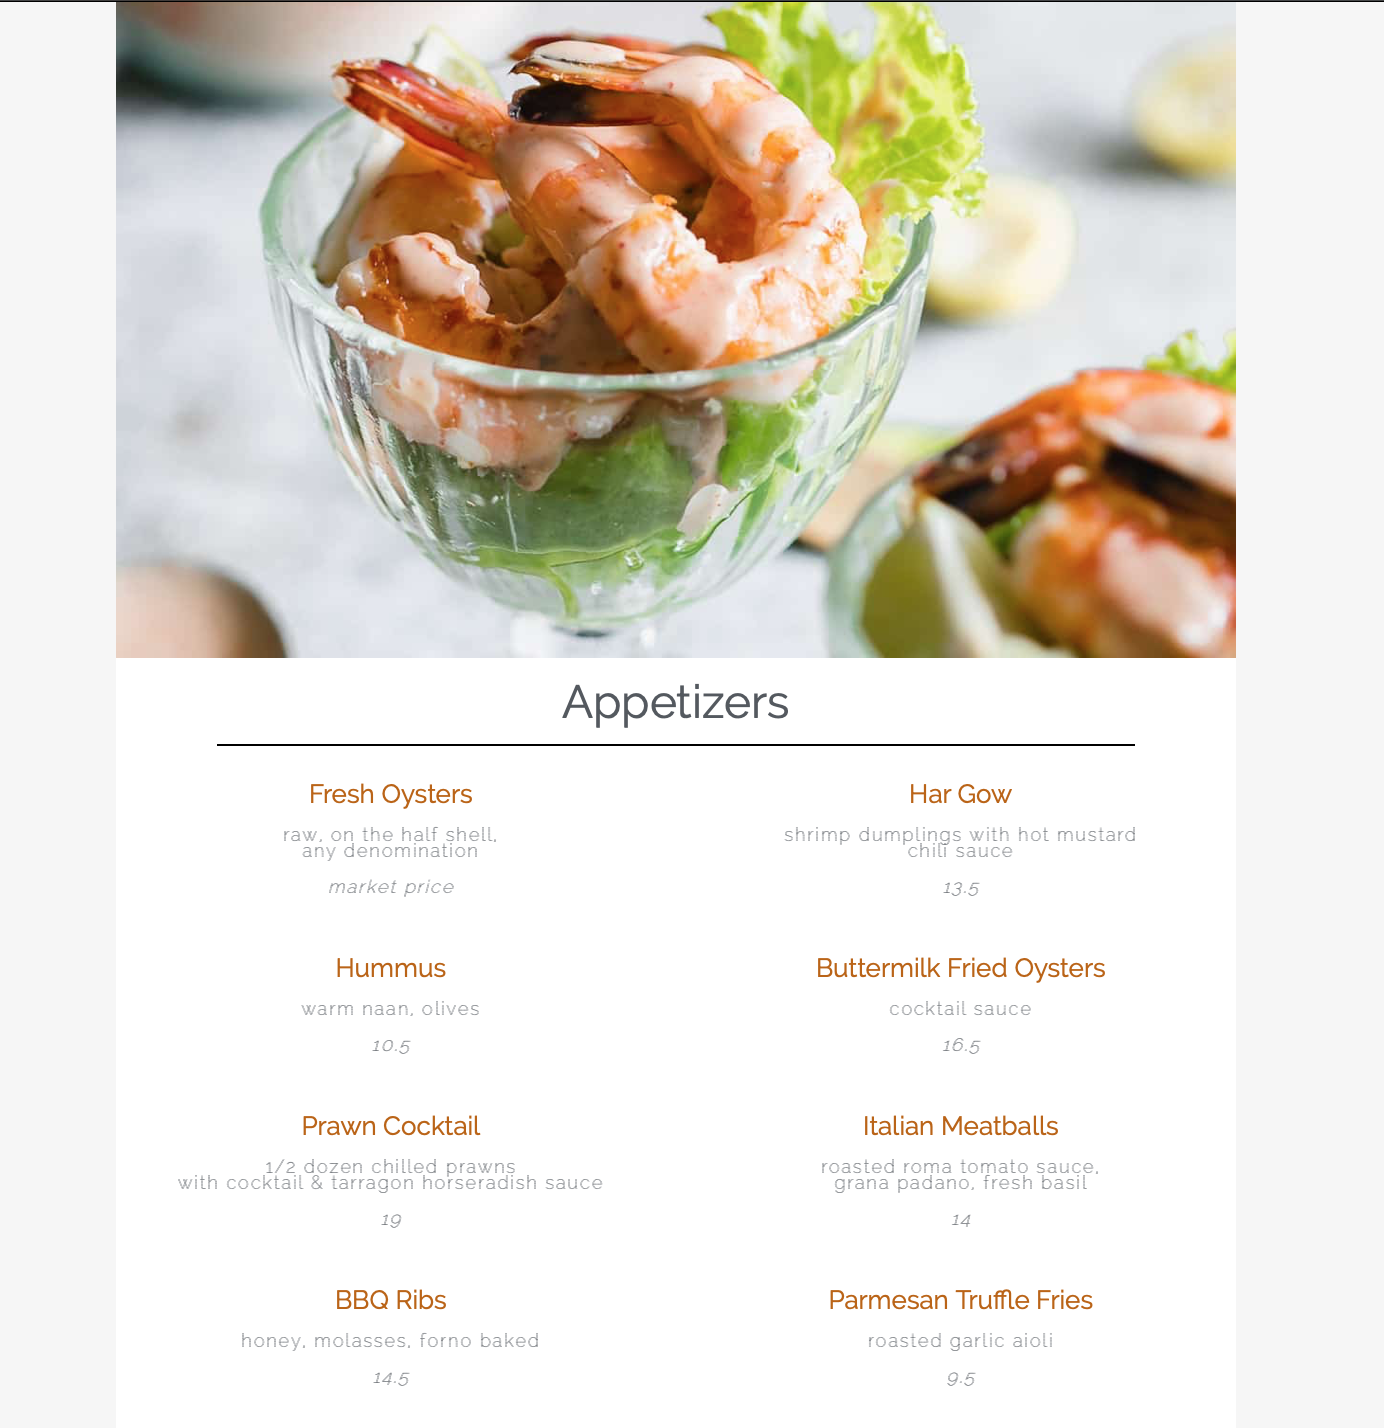 Appetizers
Fresh Oysters
raw, on the half shell,
any denomination
market price
Har Gow
shrimp dumplings with hot mustard
chili sauce
13.5
Hummus
warm naan, olives
10.5
Buttermilk Fried Oysters
cocktail sauce
16.5
Prawn Cocktail
1/2 dozen chilled prawns
with cocktail & tarragon horseradish sauce
19
Italian Meatballs
roasted roma tomato sauce,
grana padano, fresh basil
14
BBQ Ribs
honey, molasses, forno baked
14.5
Parmesan Truffle Fries
roasted garlic aioli
9.5